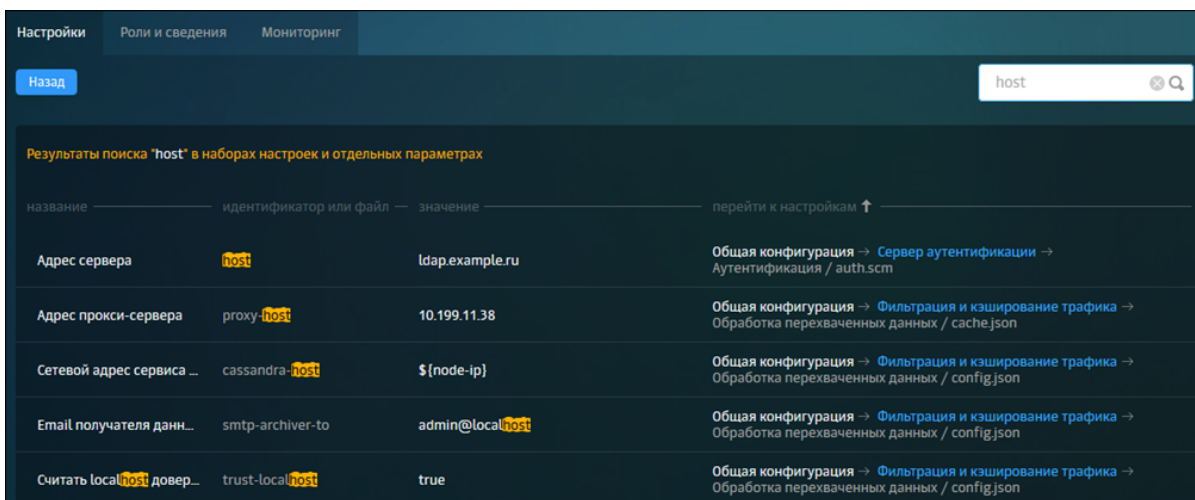 Настройки Роли и сведения Мониторинг
Назад host
Результаты поиска "host" в наборах настроек и отдельных параметрах
название идентификатор или файл значение перейти к настройкам ↑
Адрес сервера host ldap.example.ru Общая конфигурация → Сервер аутентификации →
Аутентификация / auth.scm
Адрес прокси-сервера proxy-host 10.199.11.38 Общая конфигурация → Фильтрация и кэширование трафика →
Обработка перехваченных данных / cache.json
Сетевой адрес сервиса ... cassandra-host ${node-ip} Общая конфигурация → Фильтрация и кэширование трафика →
Обработка перехваченных данных / config.json
Email получателя данн... smtp-archiver-to admin@localhost Общая конфигурация → Фильтрация и кэширование трафика →
Обработка перехваченных данных / config.json
Считать localhost довер... trust-localhost true Общая конфигурация → Фильтрация и кэширование трафика →
Обработка перехваченных данных / config.json